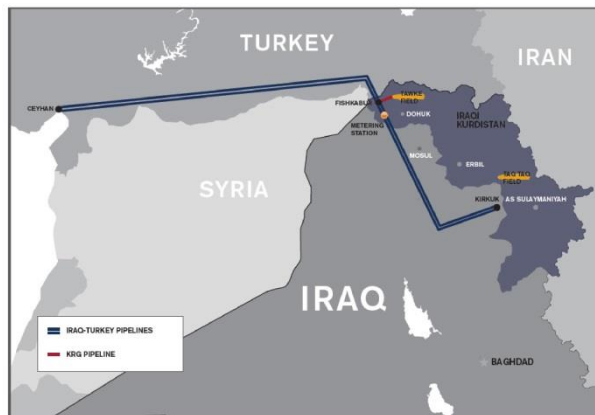 TURKEY
IRAN
CEYHAN
FISHKABUR
TAWKE
FIELD
METERING
STATION
DOHUK
IRAQI
KURDISTAN
MOSUL
ERBIL
SYRIA
TAQ TAQ
FIELD
KIRKUK
AS SULAYMANIYAH
IRAQ
IRAQ-TURKEY PIPELINES
KRG PIPELINE
BAGHDAD